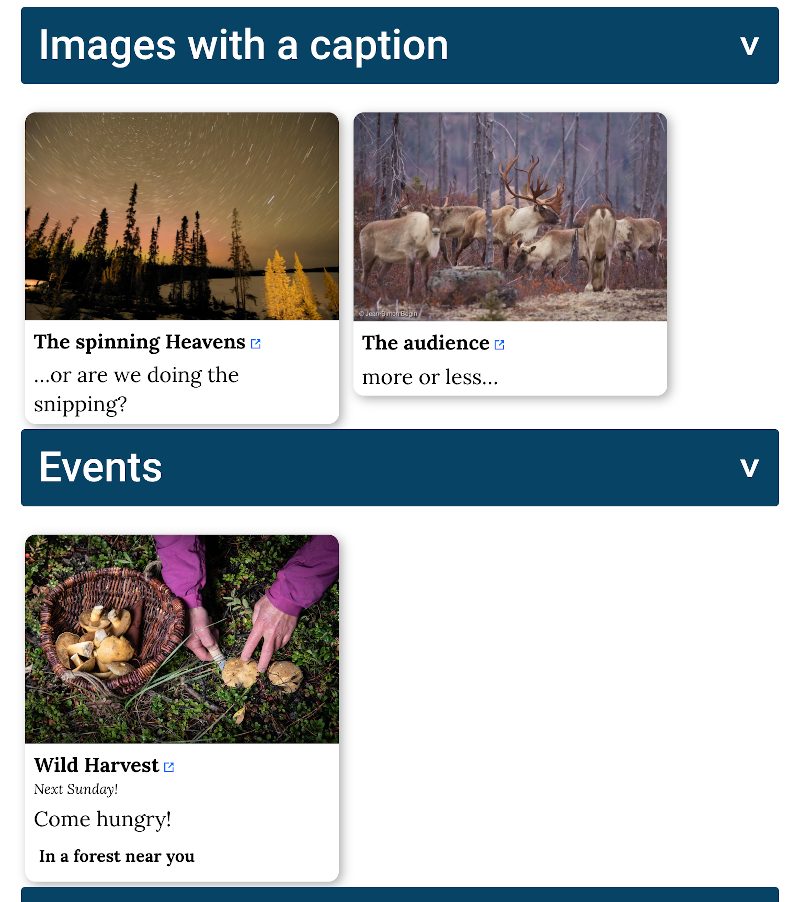 Images with a caption v
The spinning Heavens
...or are we doing the
snipping?
© Jean-Simon Bégin
The audience
more or less...
Events v
Wild Harvest
Next Sunday!
Come hungry!
In a forest near you